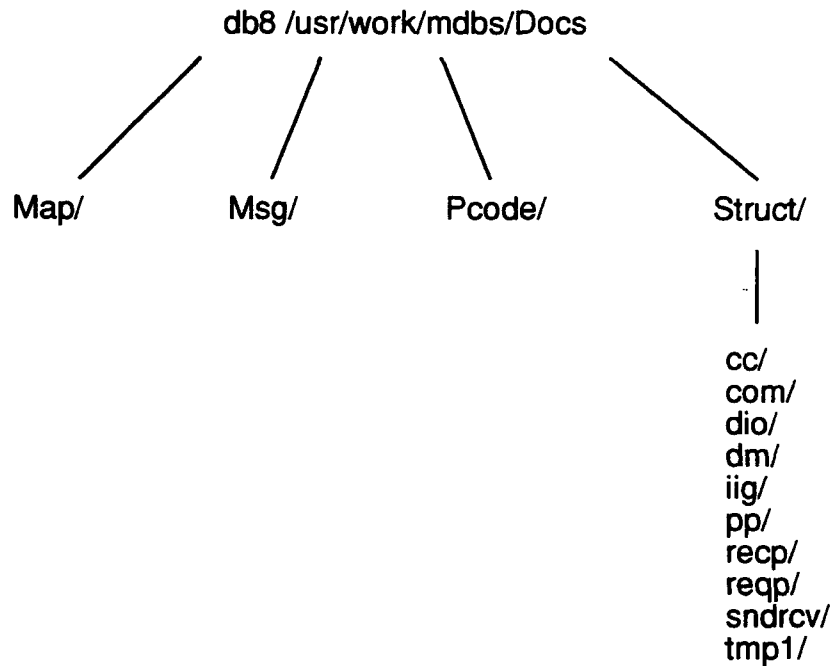 db8 /usr/work/mdbs/Docs
Map/ Msg/ Pcode/ Struct/
cc/
com/
dio/
dm/
iig/
pp/
recp/
reqp/
sndrcv/
tmp1/